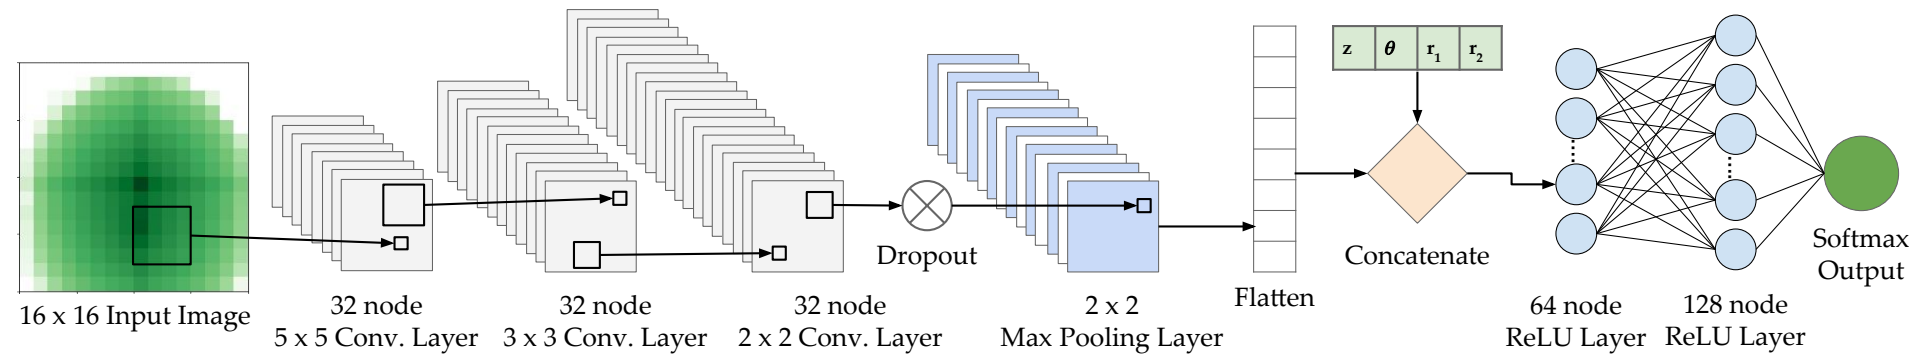 z θ r1 r2
Dropout
Concatenate
Softmax
Output
16 x 16 Input Image
32 node
5 x 5 Conv. Layer
32 node
3 x 3 Conv. Layer
32 node
2 x 2 Conv. Layer
2 x 2
Max Pooling Layer
Flatten
64 node
ReLU Layer
128 node
ReLU Layer